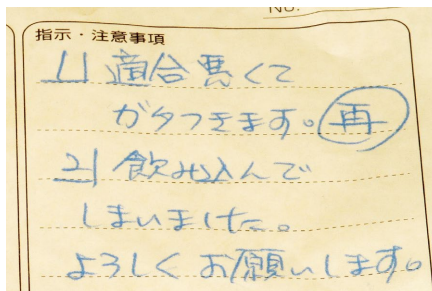 No.
指示・注意事項
1 適合悪くて
ガタつきます。再
2 飲み込んで
しまいました。
よろしくお願いします。